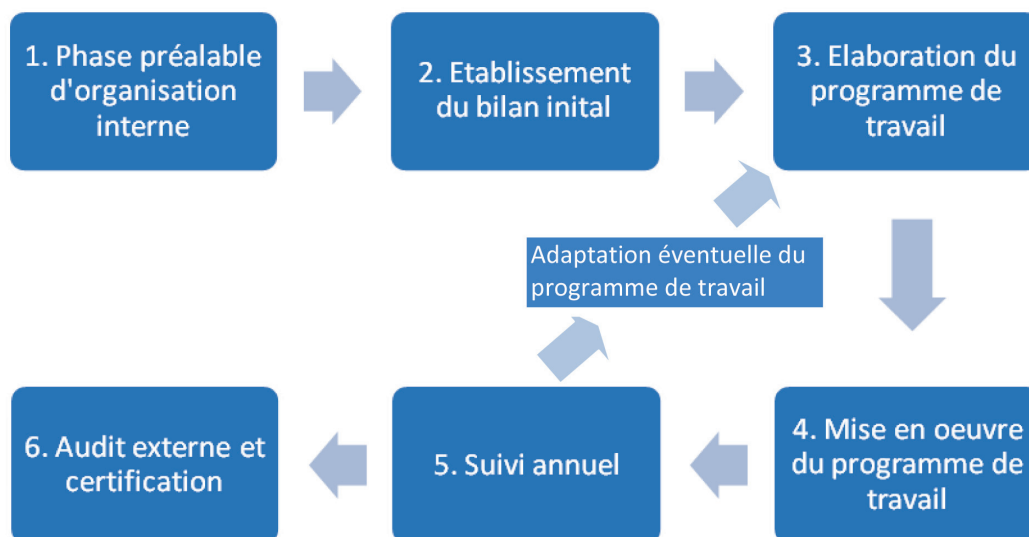 1. Phase préalable
d'organisation
interne
2. Etablissement
du bilan inital
3. Elaboration du
programme de
travail
Adaptation éventuelle du
programme de travail
4. Mise en oeuvre
du programme de
travail
5. Suivi annuel
6. Audit externe et
certification